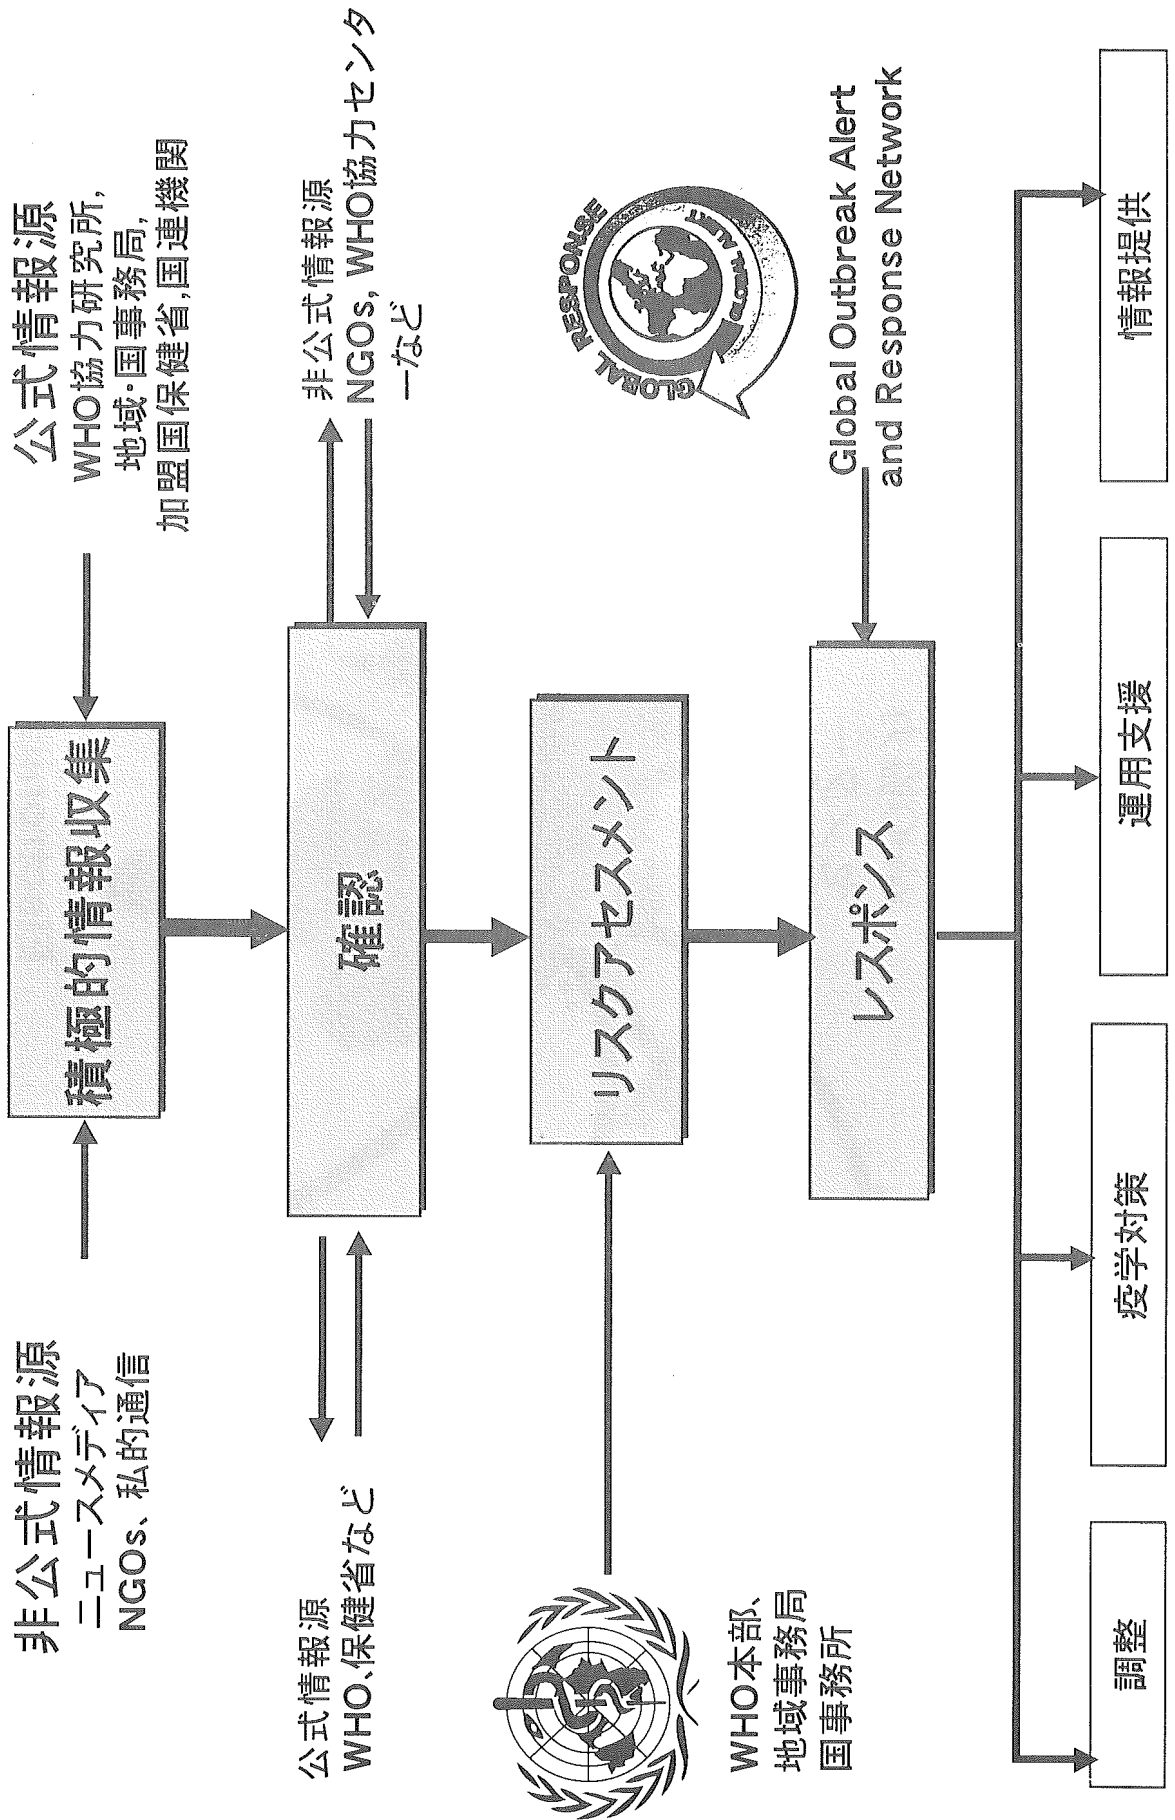 非公式情報源
ニュースメディア
NGOs、私的通信
積極的情報収集
公式情報源
WHO協力研究所,
地域・国事務局,
加盟国保健省,国連機関
公式情報源
WHO、保健省など
確認
非公式情報源
NGOs, WHO協力センタ
ーなど
WHO本部、
地域事務局
国事務所
リスクアセスメント
GLOBAL RESPONSE
GLOBAL ALERT
レスポンス
Global Outbreak Alert
and Response Network
調整
疫学対策
運用支援
情報提供